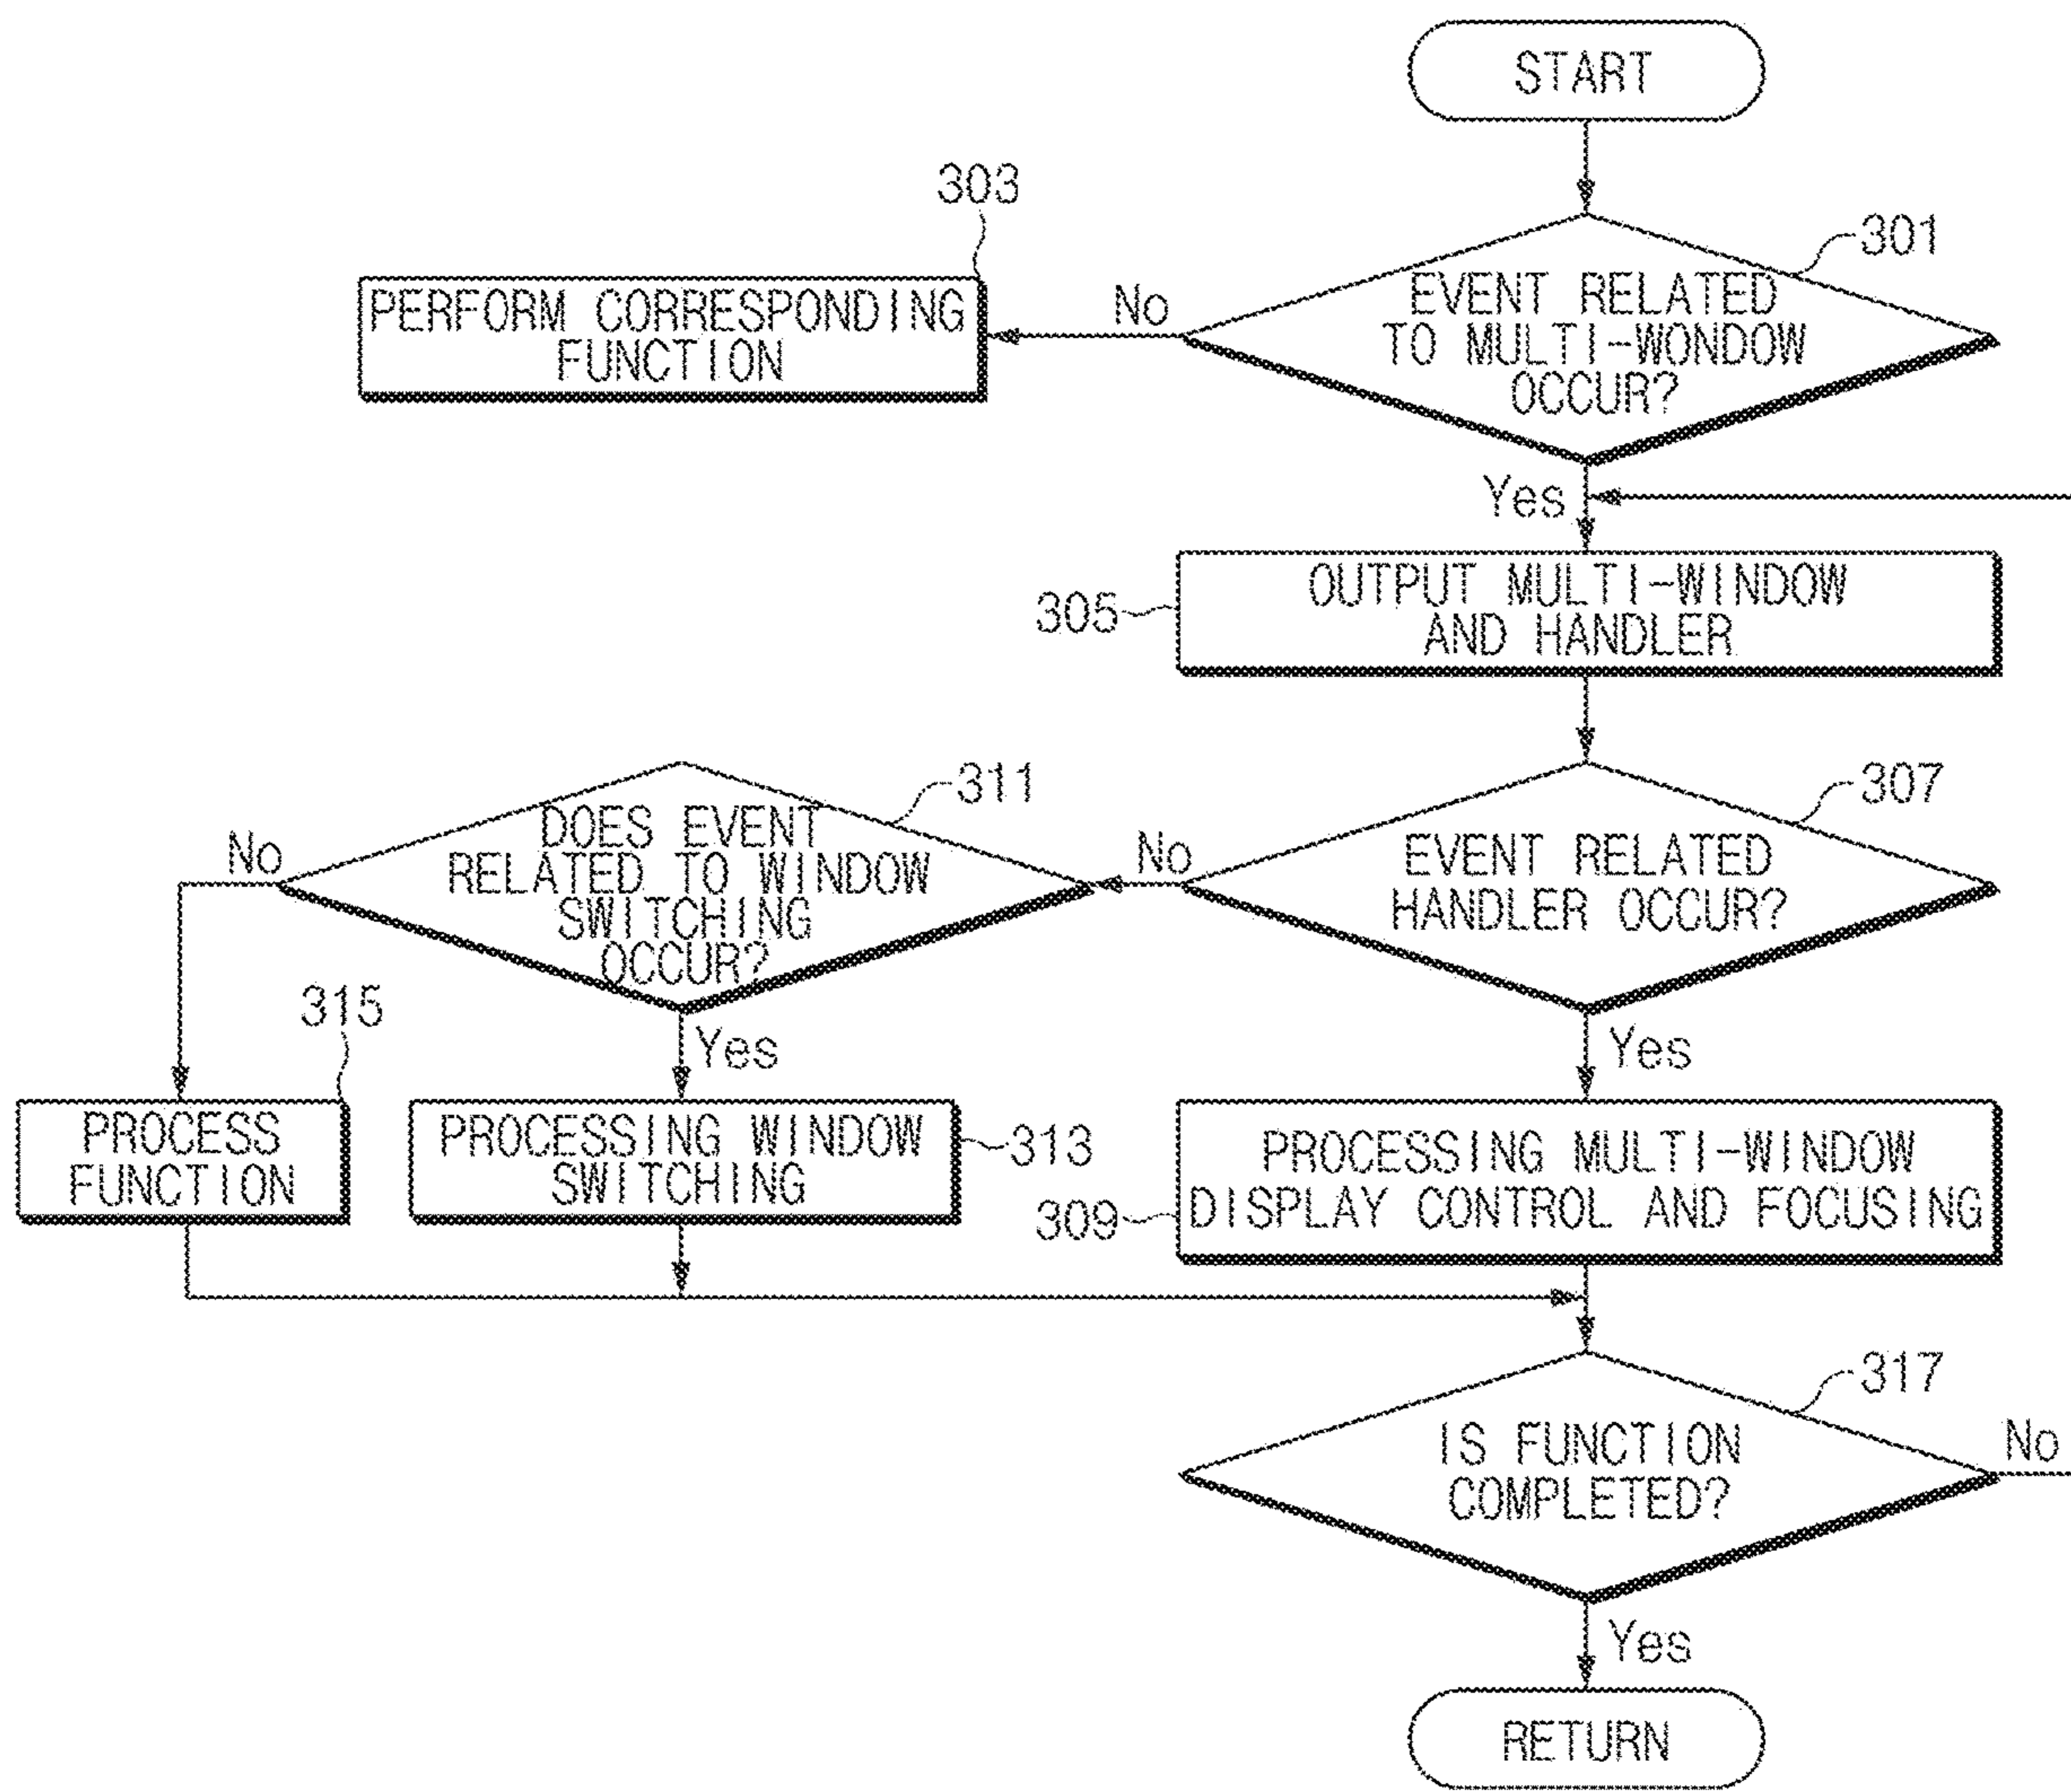 START
303
301
EVENT RELATED
TO MULTI-WONDOW
OCCUR?
No
PERFORM CORRESPONDING
FUNCTION
Yes
305
OUTPUT MULTI-WINDOW
AND HANDLER
311
307
DOES EVENT
RELATED TO WINDOW
SWITCHING
OCCUR?
No
No
EVENT RELATED
HANDLER OCCUR?
315
Yes
Yes
PROCESS
FUNCTION
PROCESSING WINDOW
SWITCHING
313
PROCESSING MULTI-WINDOW
DISPLAY CONTROL AND FOCUSING
309
317
IS FUNCTION
COMPLETED?
No
Yes
RETURN